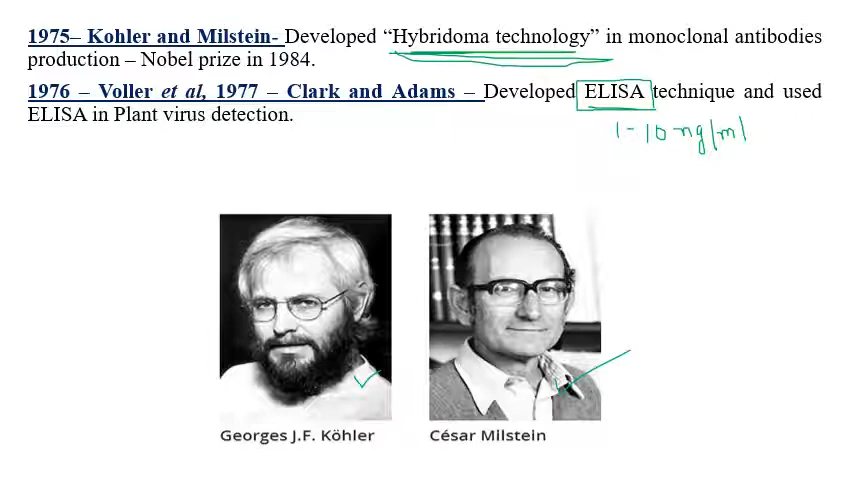 1975– Kohler and Milstein- Developed “Hybridoma technology” in monoclonal antibodies
production – Nobel prize in 1984.
1976 – Voller et al, 1977 – Clark and Adams – Developed ELISA technique and used
ELISA in Plant virus detection.
1-10 ng/ml
Georges J.F. Köhler
César Milstein